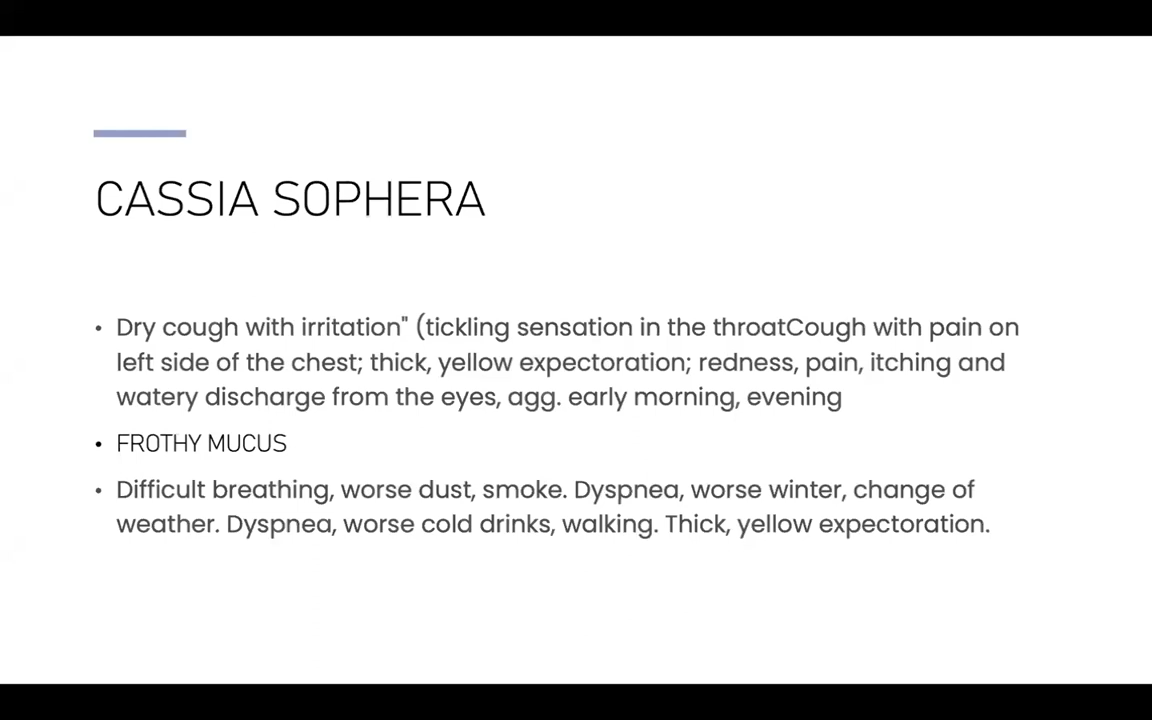 CASSIA SOPHERA
• Dry cough with irritation" (tickling sensation in the throatCough with pain on
left side of the chest; thick, yellow expectoration; redness, pain, itching and
watery discharge from the eyes, agg. early morning, evening
• FROTHY MUCUS
• Difficult breathing, worse dust, smoke. Dyspnea, worse winter, change of
weather. Dyspnea, worse cold drinks, walking. Thick, yellow expectoration.